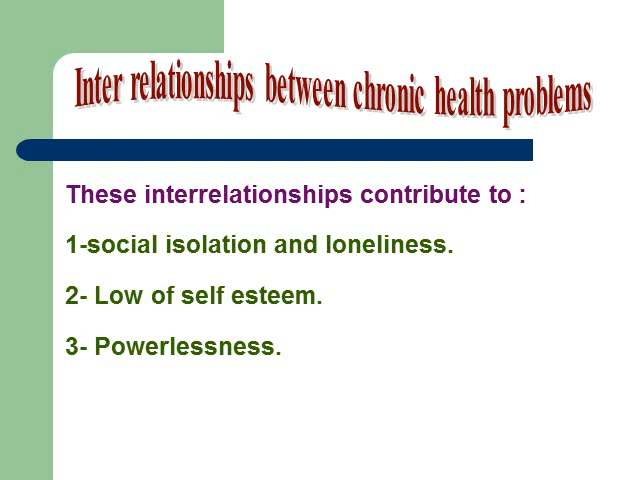 Inter relationships between chronic health problems
These interrelationships contribute to :
1-social isolation and loneliness.
2- Low of self esteem.
3- Powerlessness.